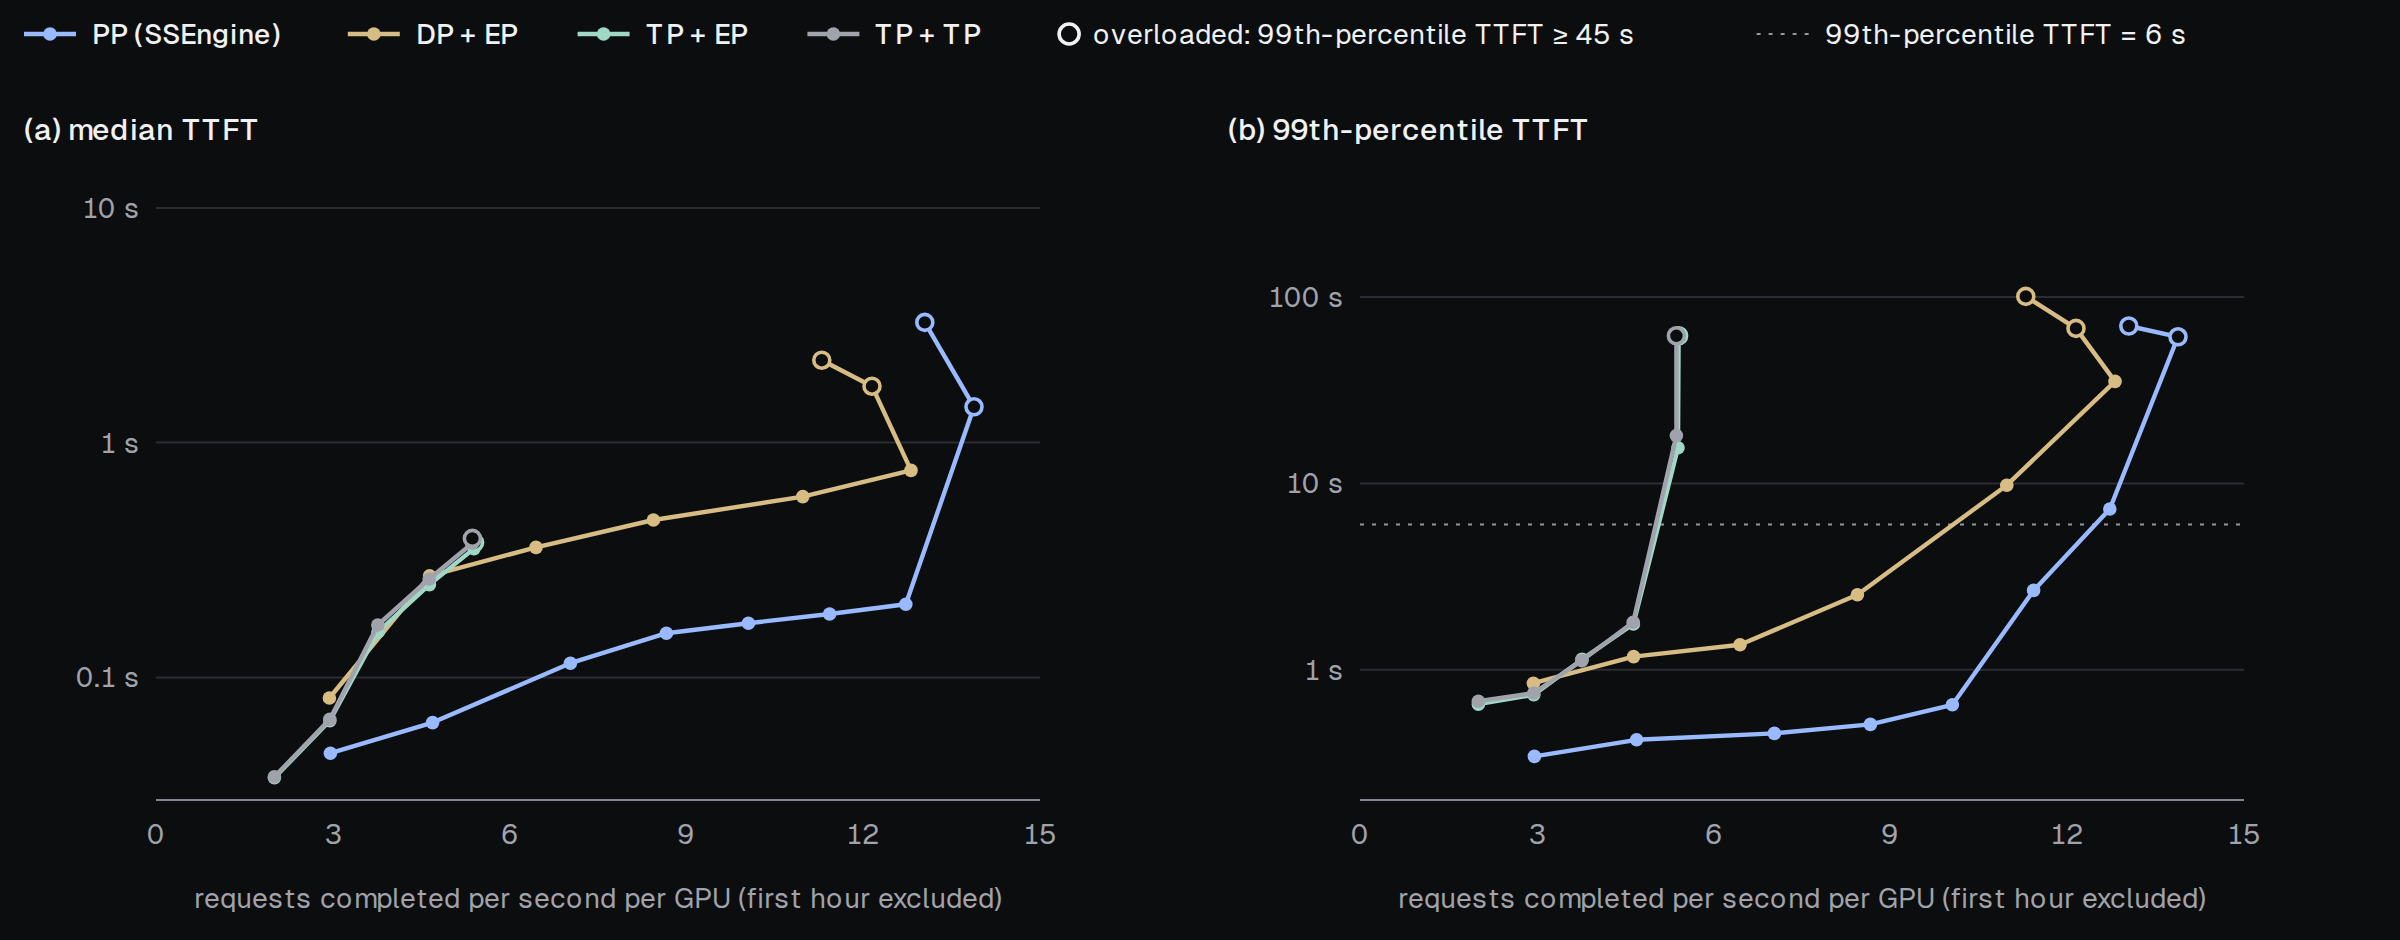 PP (SSEngine) DP + EP TP + EP TP + TP overloaded: 99th-percentile TTFT ≥ 45 s 99th-percentile TTFT = 6 s
(a) median TTFT
10 s
1 s
0.1 s
0 3 6 9 12 15
requests completed per second per GPU (first hour excluded)
(b) 99th-percentile TTFT
100 s
10 s
1 s
0 3 6 9 12 15
requests completed per second per GPU (first hour excluded)